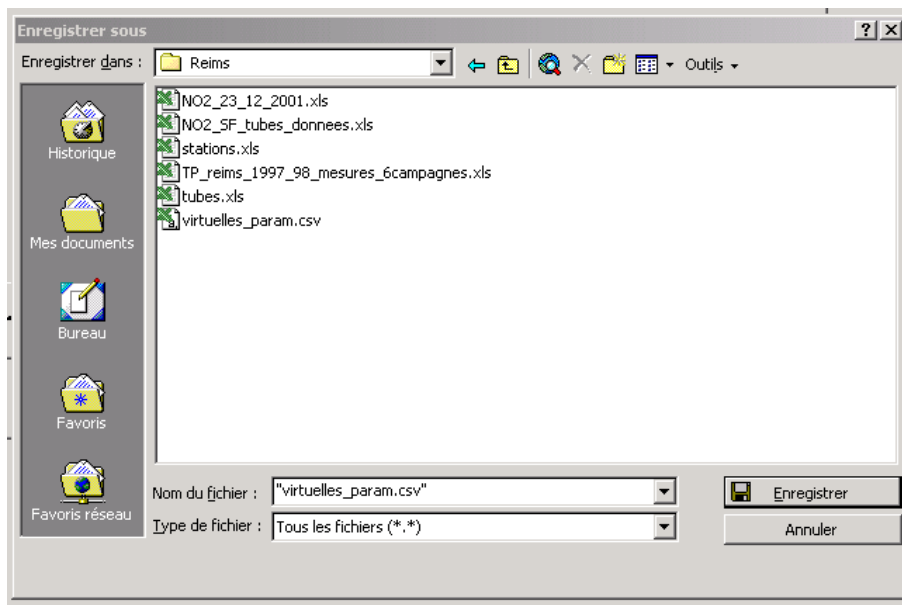 Enregistrer sous
Enregistrer dans : Reims Outils
NO2_23_12_2001.xls
NO2_SF_tubes_donnees.xls
stations.xls
TP_reims_1997_98_mesures_6campagnes.xls
tubes.xls
virtuelles_param.csv
Historique
Mes documents
Bureau
Favoris
Favoris réseau
Nom du fichier : "virtuelles_param.csv" Enregistrer
Type de fichier : Tous les fichiers (*.*) Annuler